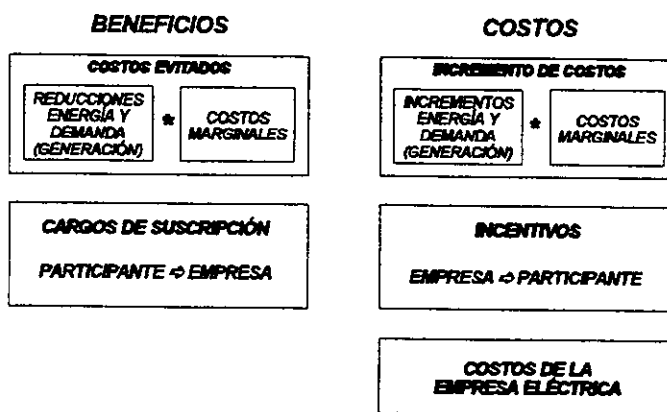 BENEFICIOS
COSTOS EVITADOS
REDUCCIONES
ENERGÍA Y
DEMANDA
(GENERACIÓN)
*
COSTOS
MARGINALES
CARGOS DE SUSCRIPCIÓN
PARTICIPANTE ➪ EMPRESA
COSTOS
INCREMENTO DE COSTOS
INCREMENTOS
ENERGÍA Y
DEMANDA
(GENERACIÓN)
*
COSTOS
MARGINALES
INCENTIVOS
EMPRESA ➪ PARTICIPANTE
COSTOS DE LA
EMPRESA ELÉCTRICA